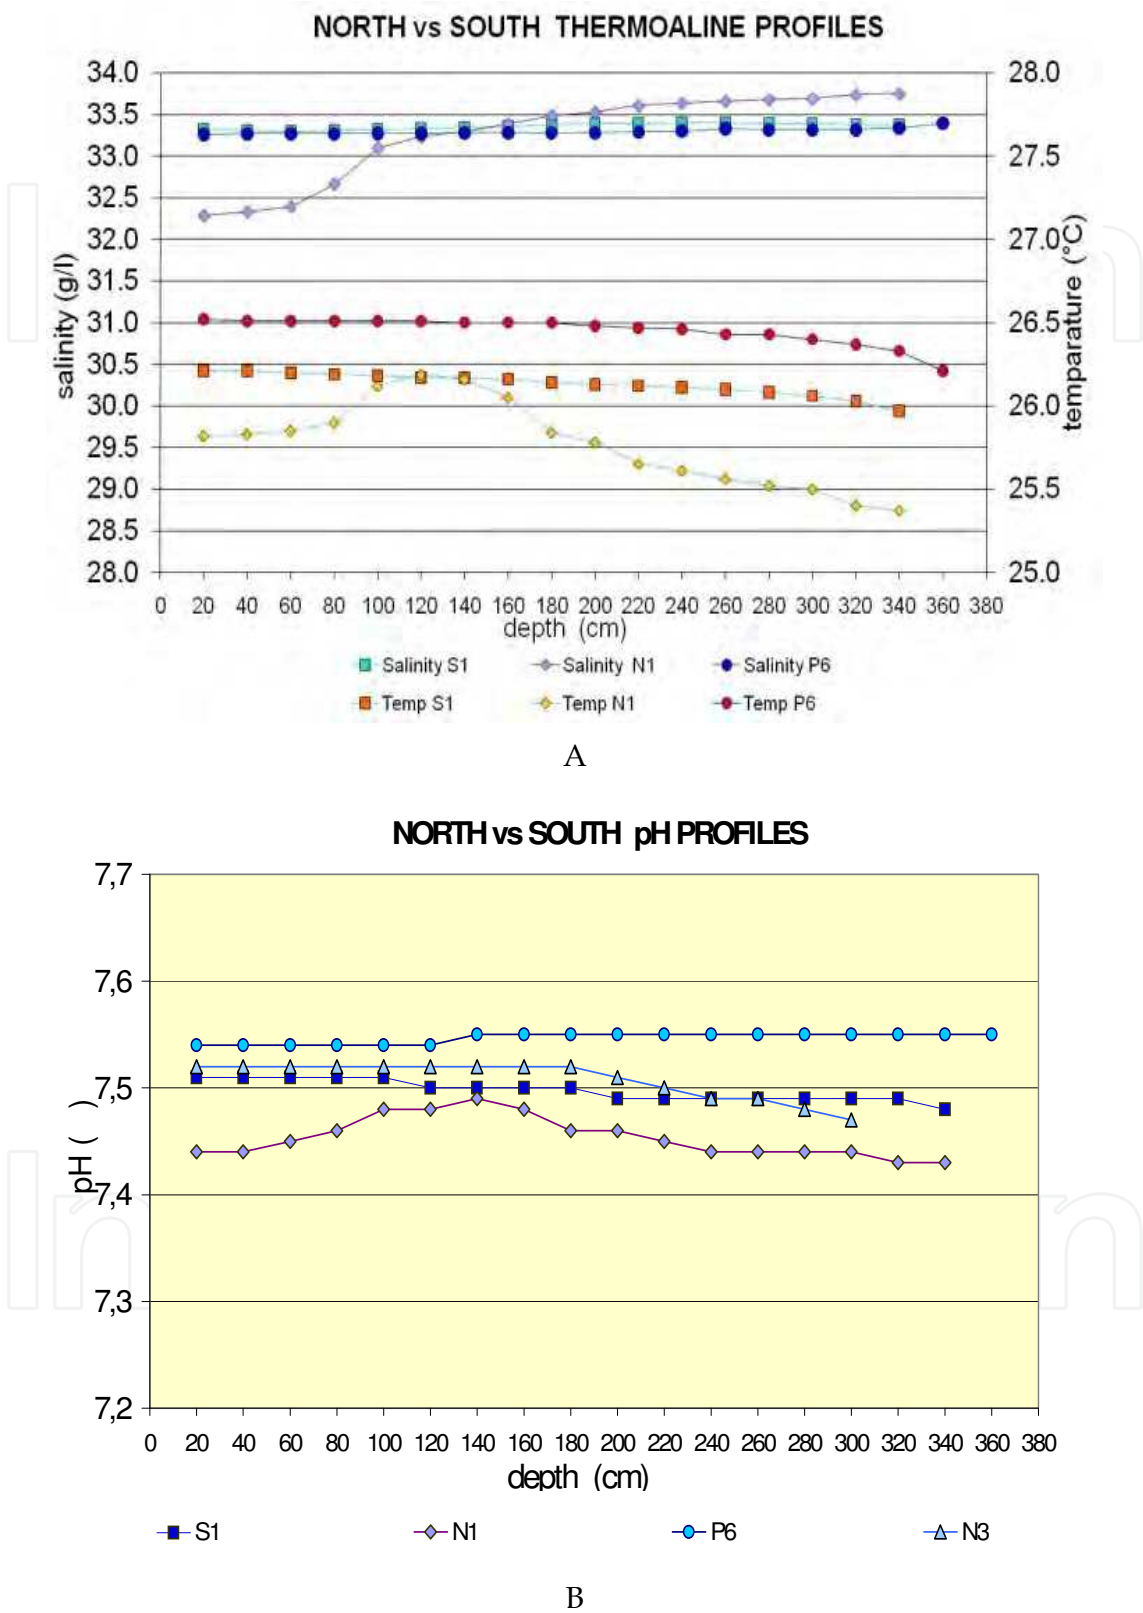 NORTH vs SOUTH THERMOALINE PROFILES
34.0 28.0
33.5
33.0 27.5
32.5
32.0 27.0
31.5
31.0 26.5
30.5
30.0 26.0
29.5
29.0 25.5
28.5
28.0 25.0
salinity (g/l)
temparature (°C)
0 20 40 60 80 100 120 140 160 180 200 220 240 260 280 300 320 340 360 380
depth (cm)
Salinity S1 Salinity N1 Salinity P6
Temp S1 Temp N1 Temp P6
A
NORTH vs SOUTH pH PROFILES
7,7
7,6
7,5
7,4
7,3
7,2
pH ( )
0 20 40 60 80 100 120 140 160 180 200 220 240 260 280 300 320 340 360 380
depth (cm)
S1 N1 P6 N3
B